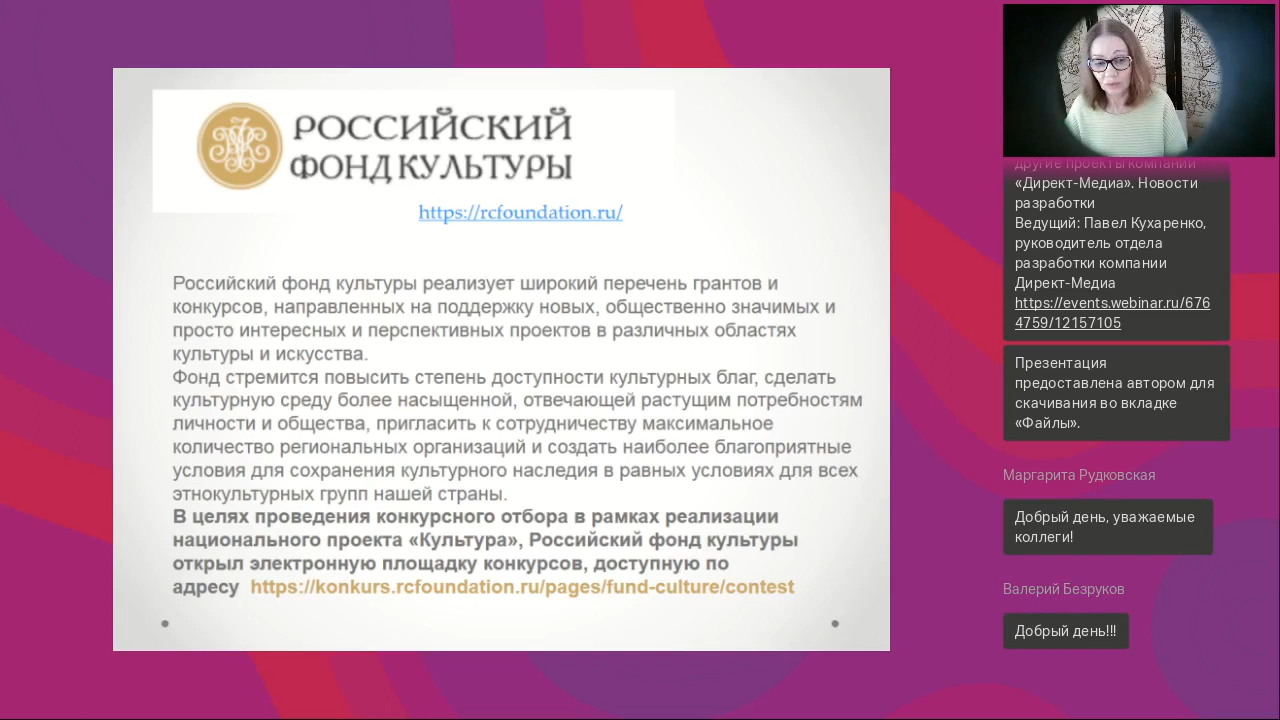 РОССИЙСКИЙ
ФОНД КУЛЬТУРЫ
https://rcfoundation.ru/
Российский фонд культуры реализует широкий перечень грантов и
конкурсов, направленных на поддержку новых, общественно значимых и
просто интересных и перспективных проектов в различных областях
культуры и искусства.
Фонд стремится повысить степень доступности культурных благ, сделать
культурную среду более насыщенной, отвечающей растущим потребностям
личности и общества, пригласить к сотрудничеству максимальное
количество региональных организаций и создать наиболее благоприятные
условия для сохранения культурного наследия в равных условиях для всех
этнокультурных групп нашей страны.
В целях проведения конкурсного отбора в рамках реализации
национального проекта «Культура», Российский фонд культуры
открыл электронную площадку конкурсов, доступную по
адресу https://konkurs.rcfoundation.ru/pages/fund-culture/contest
другие проекты компании
«Директ-Медиа». Новости
разработки
Ведущий: Павел Кухаренко,
руководитель отдела
разработки компании
Директ-Медиа
https://events.webinar.ru/676
4759/12157105
Презентация
предоставлена автором для
скачивания во вкладке
«Файлы».
Маргарита Рудковская
Добрый день, уважаемые
коллеги!
Валерий Безруков
Добрый день!!!